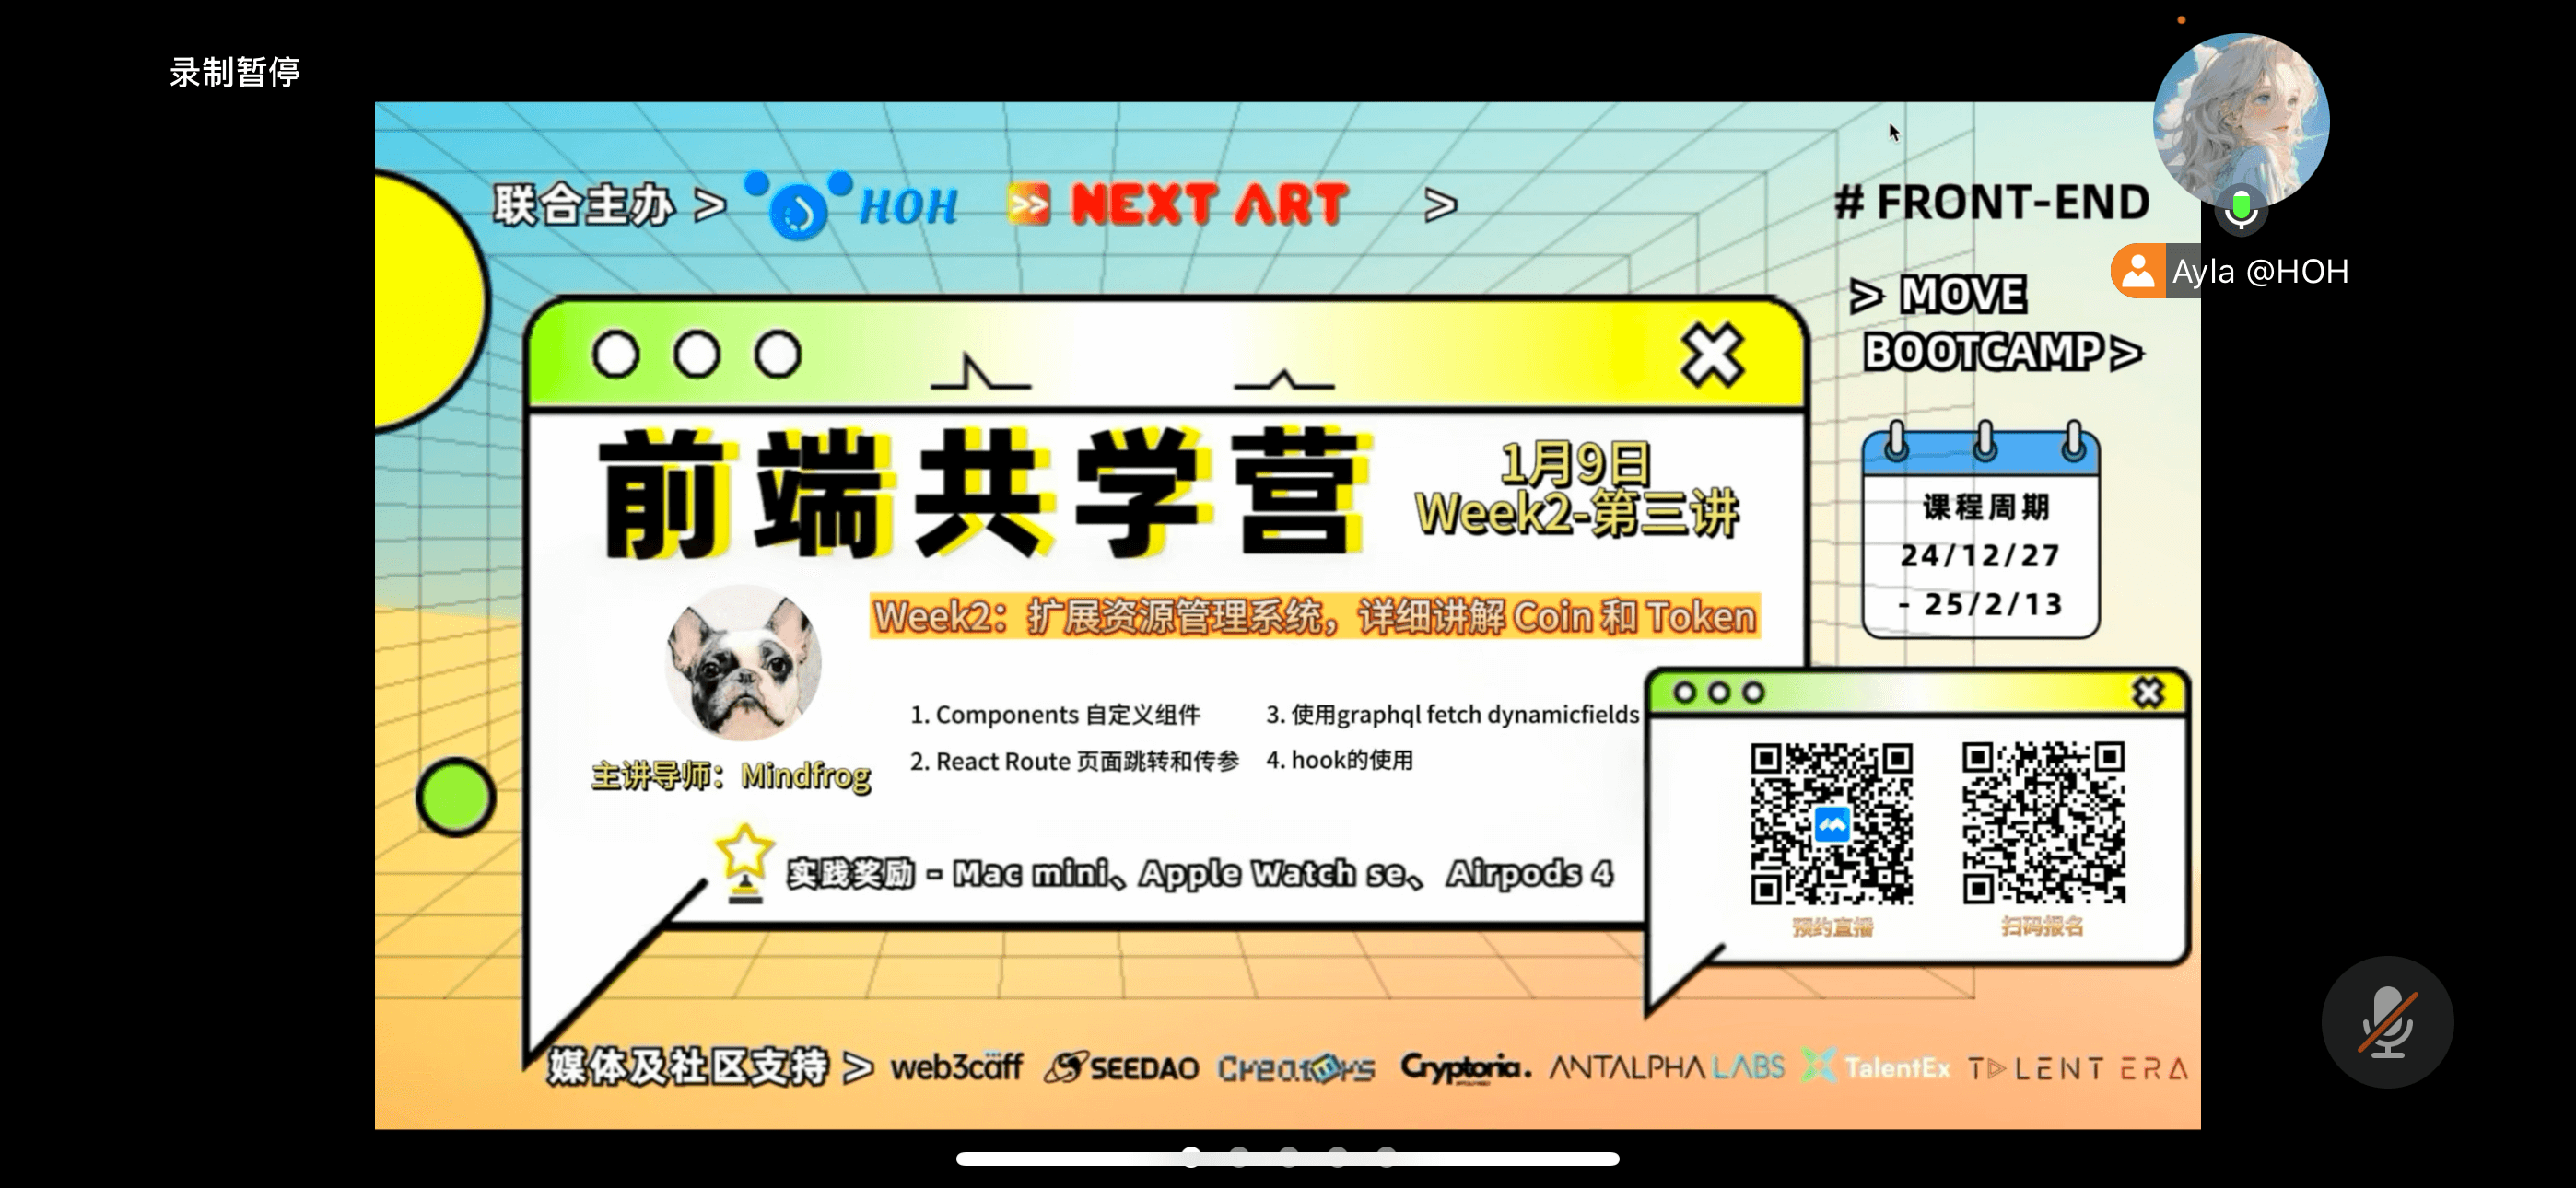 录制暂停
联合主办 > HOH NEXT ART >
# FRONT-END
Ayla @HOH
> MOVE
BOOTCAMP >
前端共学营
1月9日
Week2-第三讲
课程周期
24/12/27
- 25/2/13
Week2：扩展资源管理系统，详细讲解 Coin 和 Token
1. Components 自定义组件
2. React Route 页面跳转和传参
3. 使用graphql fetch dynamicfields
4. hook的使用
主讲导师：Mindfrog
实践奖励 - Mac mini、Apple Watch se、 Airpods 4
预约直播
扫码报名
媒体及社区支持 > web3caff SEEDAO Creators Cryptoria. ANTALPHA LABS TalentEx TALENT ERA